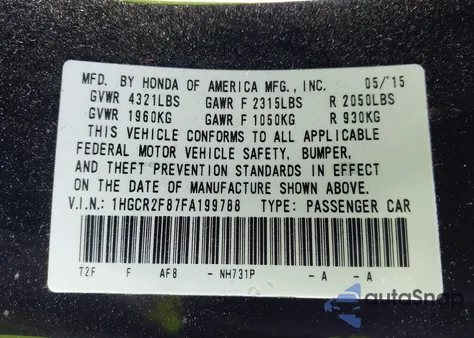 MFD. BY HONDA OF AMERICA MFG., INC. 05/'15
GVWR 4321LBS GAWR F 2315LBS R 2050LBS
GVWR 1960KG GAWR F 1050KG R 930KG
THIS VEHICLE CONFORMS TO ALL APPLICABLE
FEDERAL MOTOR VEHICLE SAFETY, BUMPER,
AND THEFT PREVENTION STANDARDS IN EFFECT
ON THE DATE OF MANUFACTURE SHOWN ABOVE.
V.I.N.: 1HGCR2F87FA199788 TYPE: PASSENGER CAR
T2F F AF8 - NH731P - A - A
autoSnap